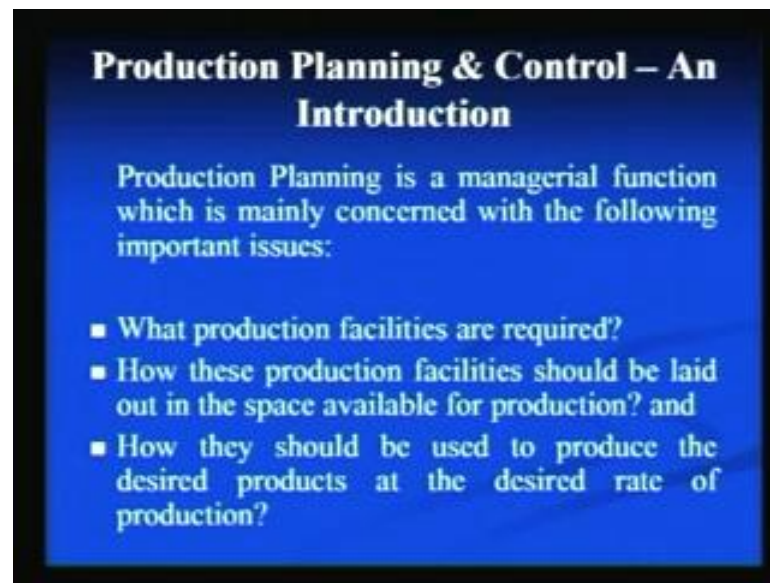 Production Planning & Control – An
Introduction
Production Planning is a managerial function
which is mainly concerned with the following
important issues:
■ What production facilities are required?
■ How these production facilities should be laid
out in the space available for production? and
■ How they should be used to produce the
desired products at the desired rate of
production?